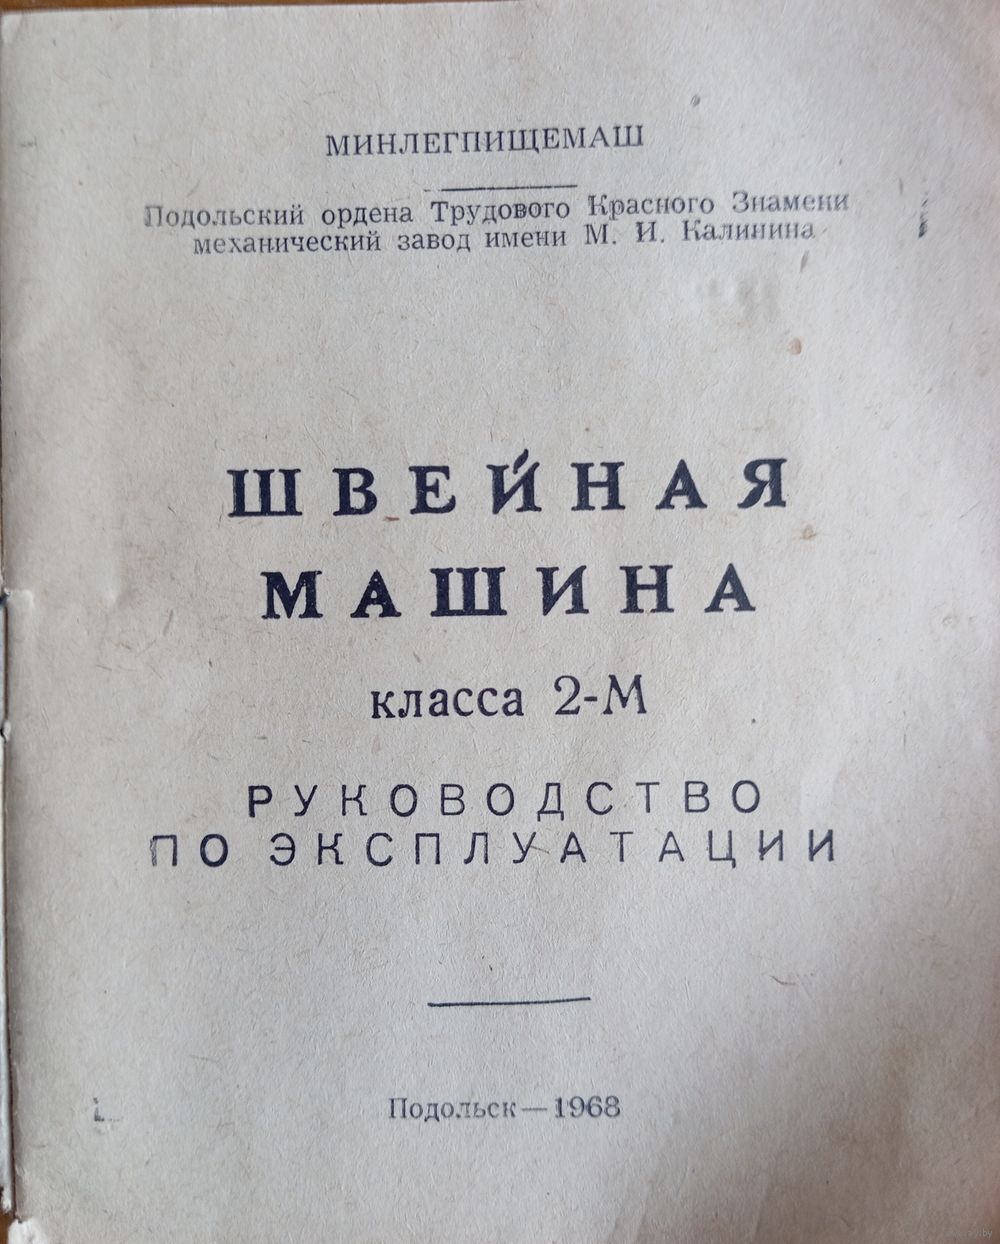 МИНЛЕГПИЩЕМАШ
Подольский ордена Трудового Красного Знамени
механический завод имени М. И. Калинина
ШВЕЙНАЯ
МАШИНА
класса 2-М
РУКОВОДСТВО
ПО ЭКСПЛУАТАЦИИ
Подольск—1968